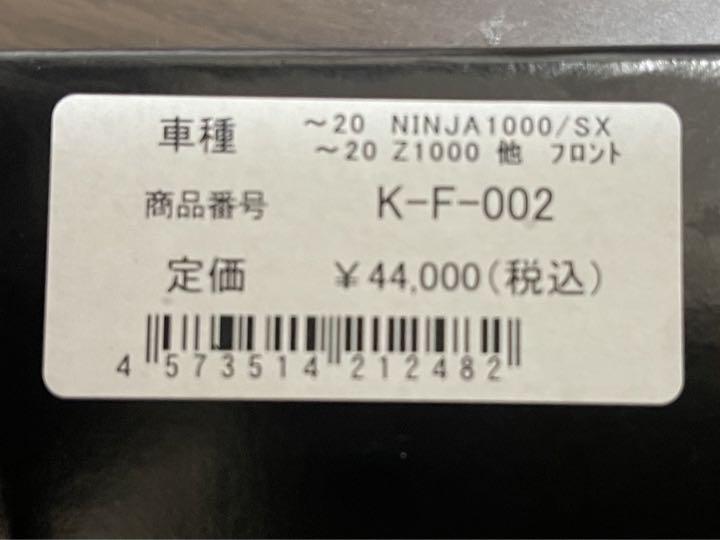 車種 ～20 NINJA1000/SX
～20 Z1000 他 フロント
商品番号 K-F-002
定価 ￥44,000(税込)
4 573514 212482